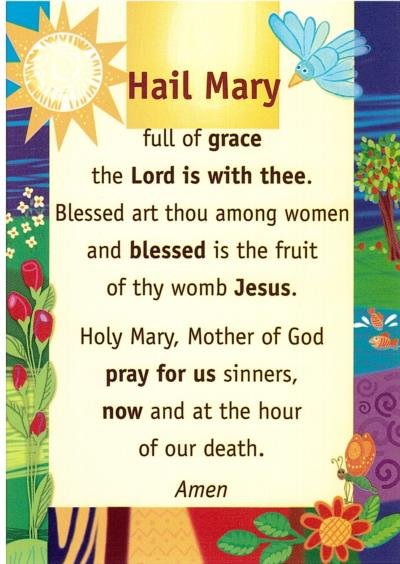 Hail Mary
full of grace
the Lord is with thee.
Blessed art thou among women
and blessed is the fruit
of thy womb Jesus.
Holy Mary, Mother of God
pray for us sinners,
now and at the hour
of our death.
Amen